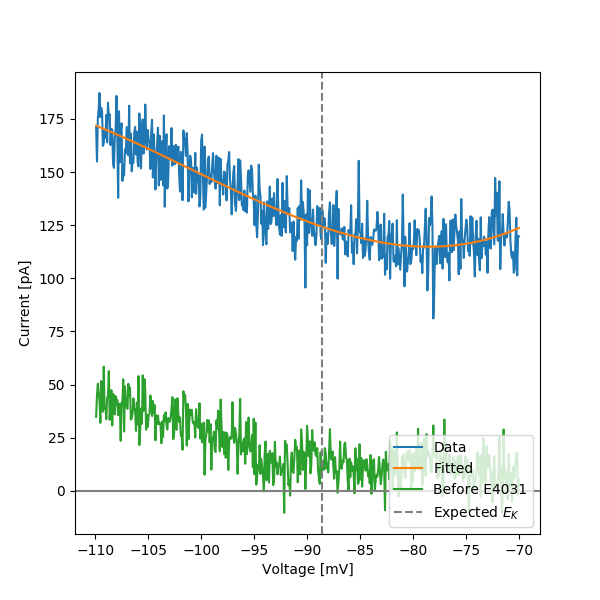 Current [pA]
175
150
125
100
75
50
25
0
Data
Fitted
Before E4031
Expected E_K
−110
−105
−100
−95
−90
−85
−80
−75
−70
Voltage [mV]